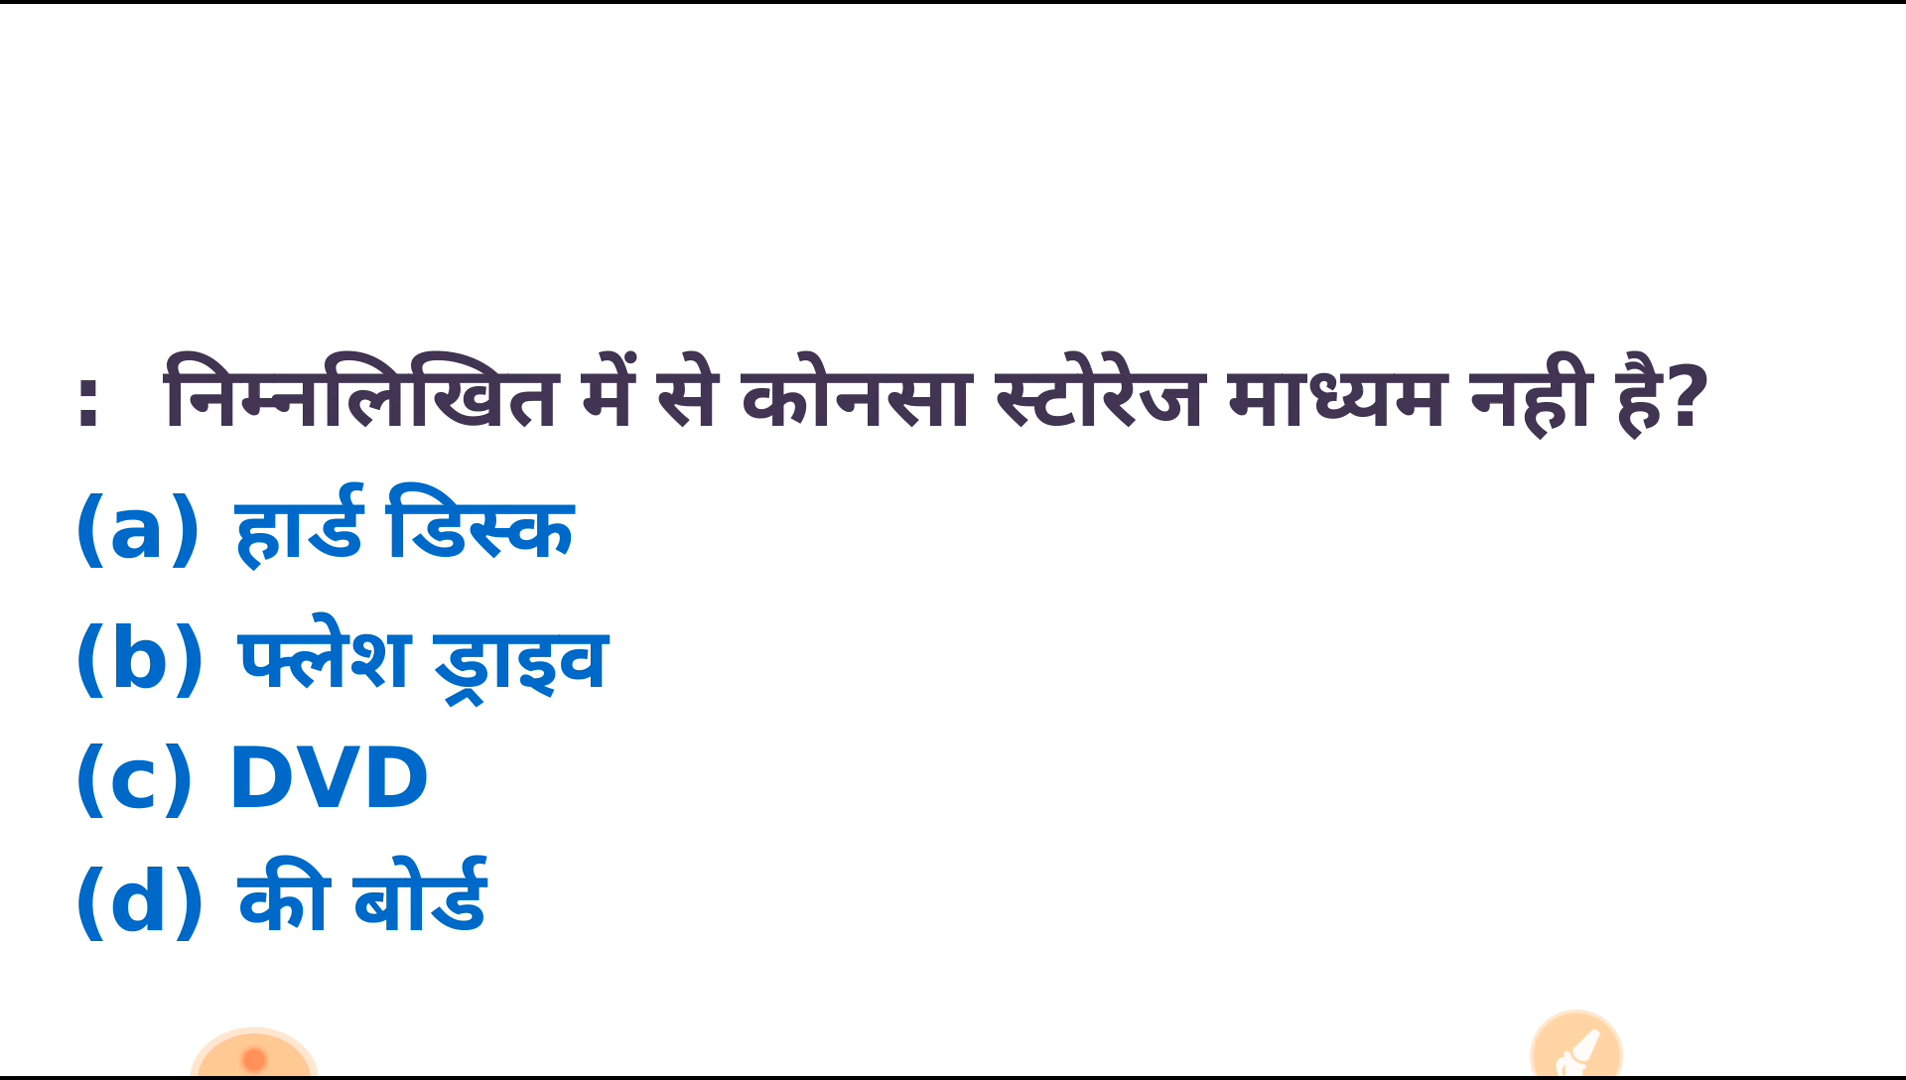 : निम्नलिखित में से कोनसा स्टोरेज माध्यम नही है?
(a) हार्ड डिस्क
(b) फ्लेश ड्राइव
(c) DVD
(d) की बोर्ड